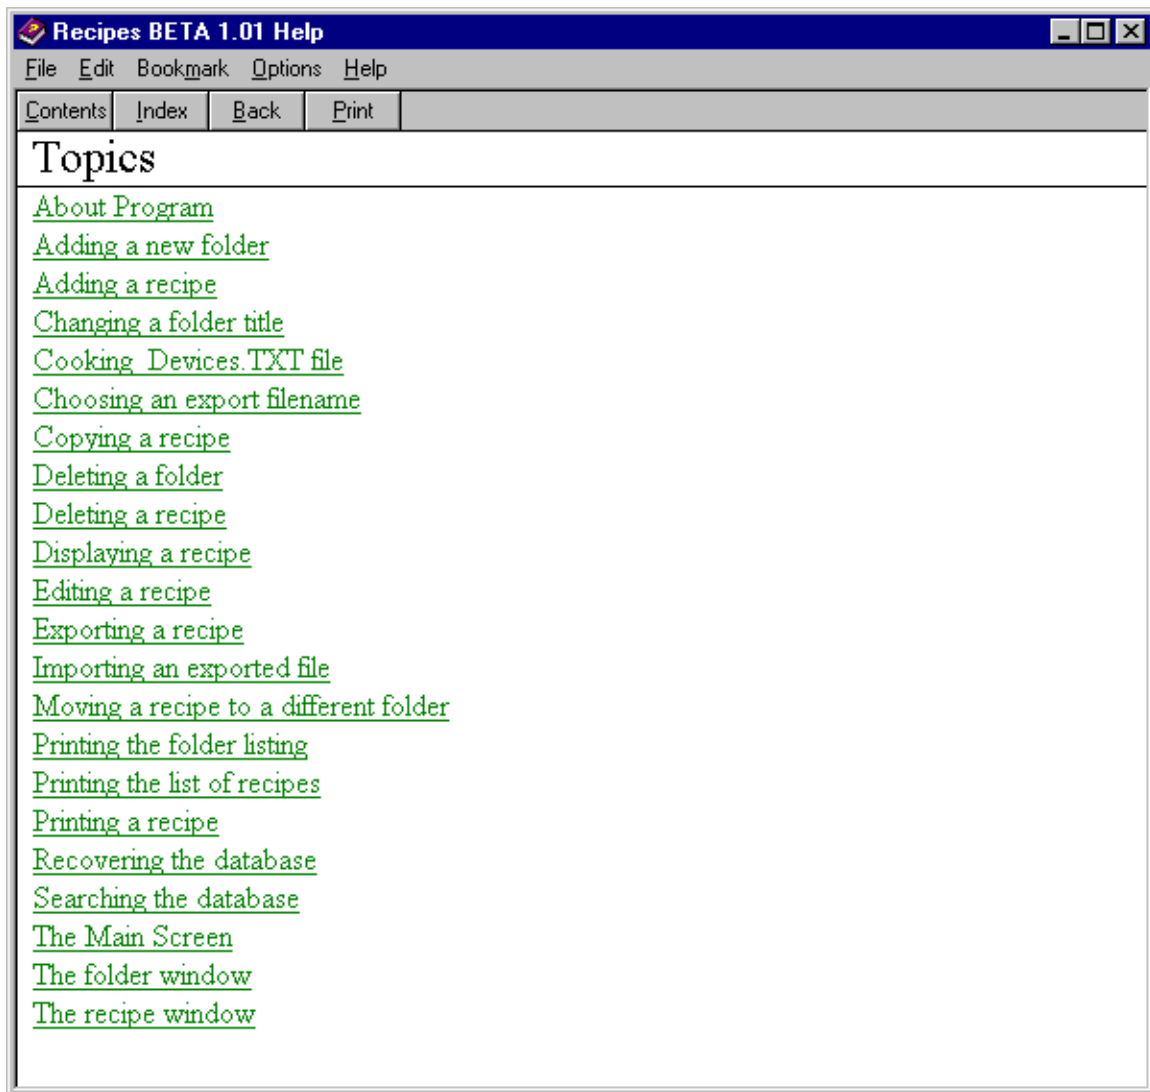 Recipes BETA 1.01 Help
File Edit Bookmark Options Help
Contents Index Back Print
Topics
About Program
Adding a new folder
Adding a recipe
Changing a folder title
Cooking Devices.TXT file
Choosing an export filename
Copying a recipe
Deleting a folder
Deleting a recipe
Displaying a recipe
Editing a recipe
Exporting a recipe
Importing an exported file
Moving a recipe to a different folder
Printing the folder listing
Printing the list of recipes
Printing a recipe
Recovering the database
Searching the database
The Main Screen
The folder window
The recipe window